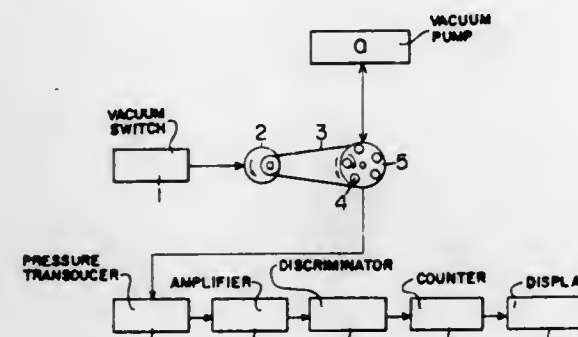 VACUUM
PUMP
a
VACUUM
SWITCH
2
3
5
1
4
PRESSURE
TRANSDUCER
AMPLIFIER
DISCRIMINATOR
COUNTER
DISPLA